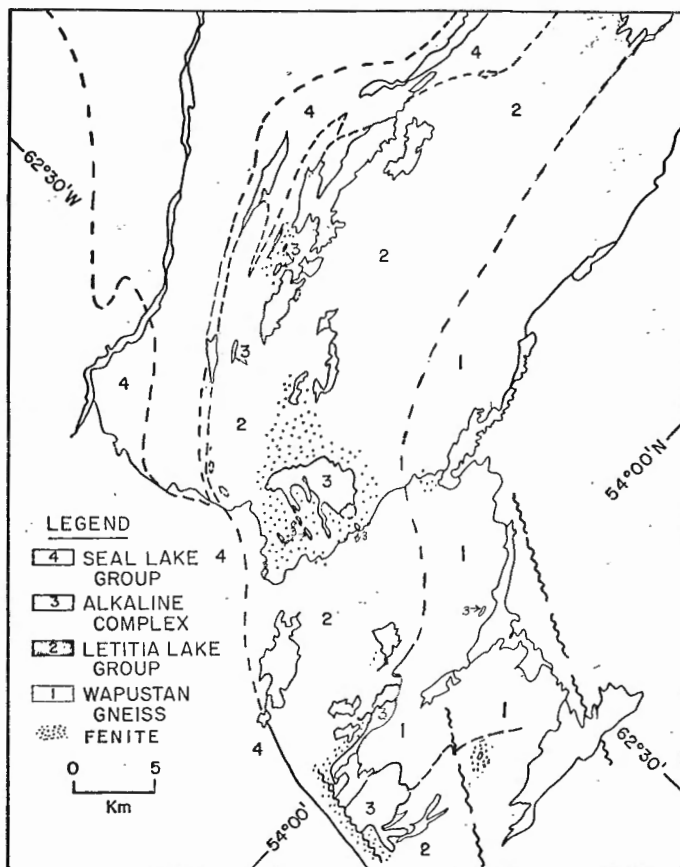 4
4
2
62°30'W
3
2
3
4
1
2
3
54°00'N
3
3
LEGEND
4 SEAL LAKE
GROUP
3 ALKALINE
COMPLEX
2 LETITIA LAKE
GROUP
1 WAPUSTAN
GNEISS
FENITE
0 5
Km
4
1
3→
2
1
3
1
4
62°30'
3
54°00'
2